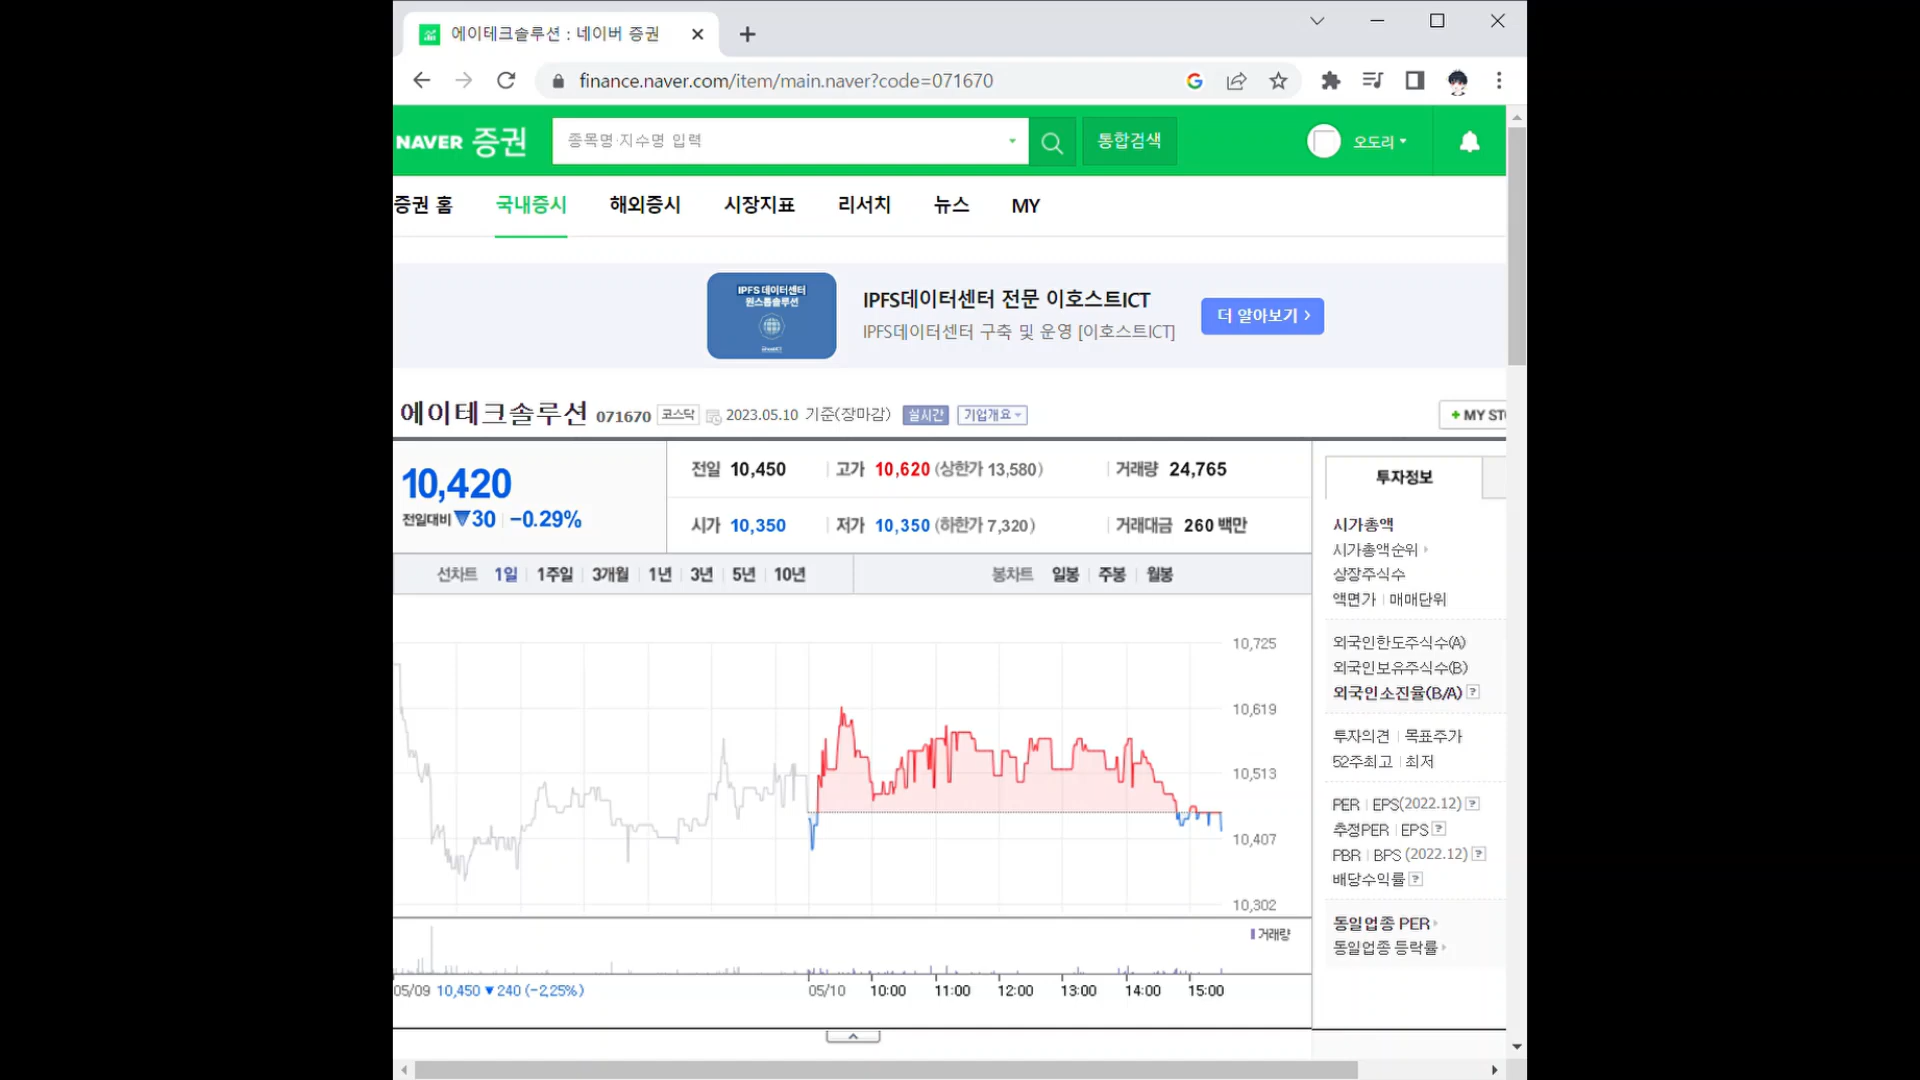 에이테크솔루션 : 네이버 증권
finance.naver.com/item/main.naver?code=071670
NAVER 증권 종목명·지수명 입력 통합검색 오도리
증권 홈 국내증시 해외증시 시장지표 리서치 뉴스 MY
IPFS 데이터센터
원스톱솔루션
IPFS데이터센터 전문 이호스트ICT
IPFS데이터센터 구축 및 운영 [이호스트ICT]
더 알아보기 >
에이테크솔루션 071670 코스닥 2023.05.10 기준(장마감) 실시간 기업개요 + MY ST
10,420
전일대비 ▼30 | -0.29%
전일 10,450 | 고가 10,620 (상한가 13,580) | 거래량 24,765
시가 10,350 | 저가 10,350 (하한가 7,320) | 거래대금 260 백만
선차트 1일 | 1주일 | 3개월 | 1년 | 3년 | 5년 | 10년 봉차트 일봉 | 주봉 | 월봉
10,725
10,619
10,513
10,407
10,302
거래량
05/09 10,450 ▼ 240 (-2.25%) 05/10 10:00 11:00 12:00 13:00 14:00 15:00
투자정보
시가총액
시가총액순위
상장주식수
액면가 | 매매단위
외국인한도주식수(A)
외국인보유주식수(B)
외국인소진율(B/A) ?
투자의견 | 목표주가
52주최고 | 최저
PER | EPS(2022.12) ?
추정PER | EPS ?
PBR | BPS (2022.12) ?
배당수익률 ?
동일업종 PER
동일업종 등락률